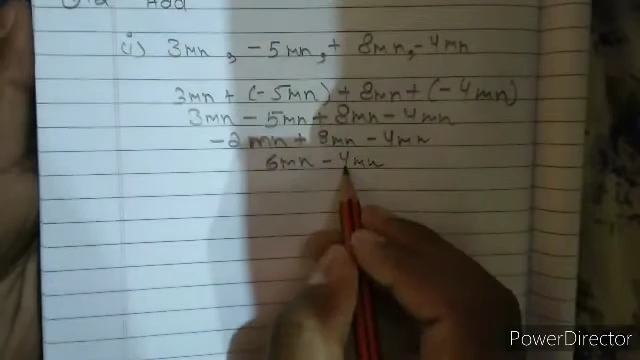 Add
(i) 3mn, -5mn, + 8mn, -4mn
3mn + (-5mn) + 8mn + (-4mn)
3mn - 5mn + 8mn - 4mn
-2mn + 8mn - 4mn
6mn - 4mn
PowerDirector